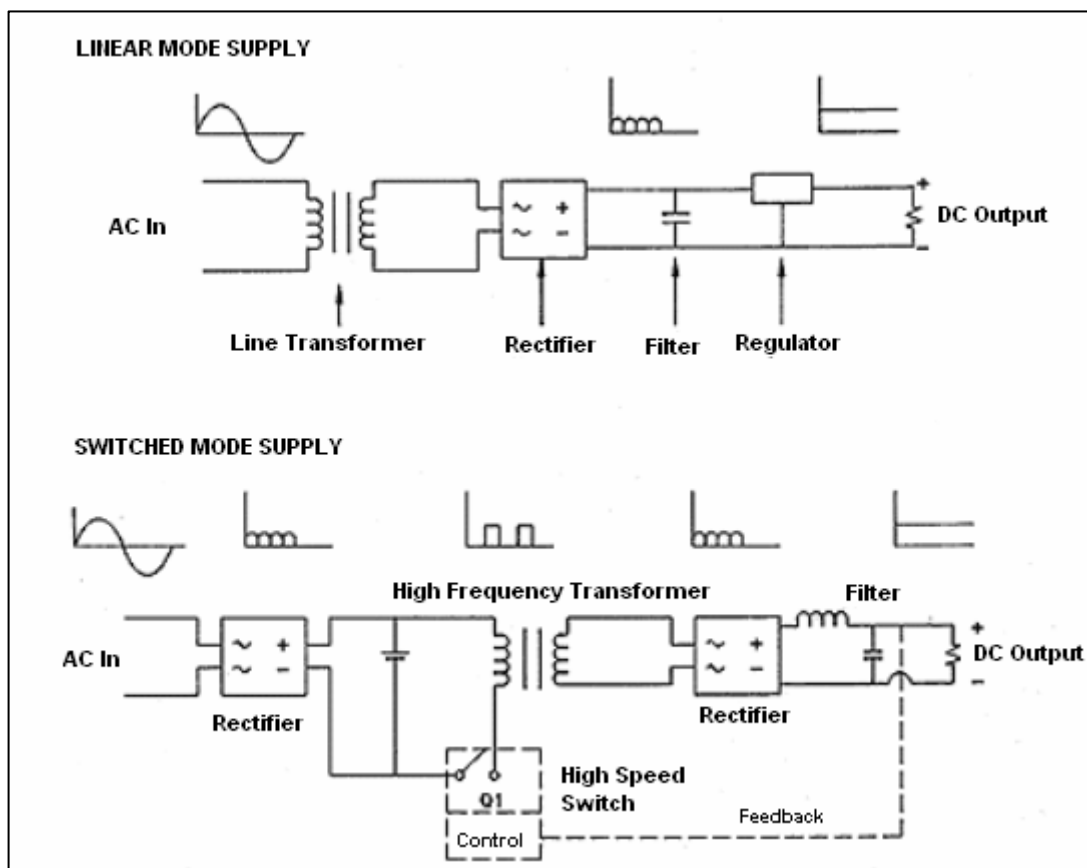 LINEAR MODE SUPPLY
AC In
DC Output
+
-
~ +
~ -
Line Transformer
Rectifier
Filter
Regulator
SWITCHED MODE SUPPLY
High Frequency Transformer
Filter
AC In
~ +
~ -
~ +
~ -
+
DC Output
-
Rectifier
Rectifier
High Speed
Switch
Q1
Feedback
Control